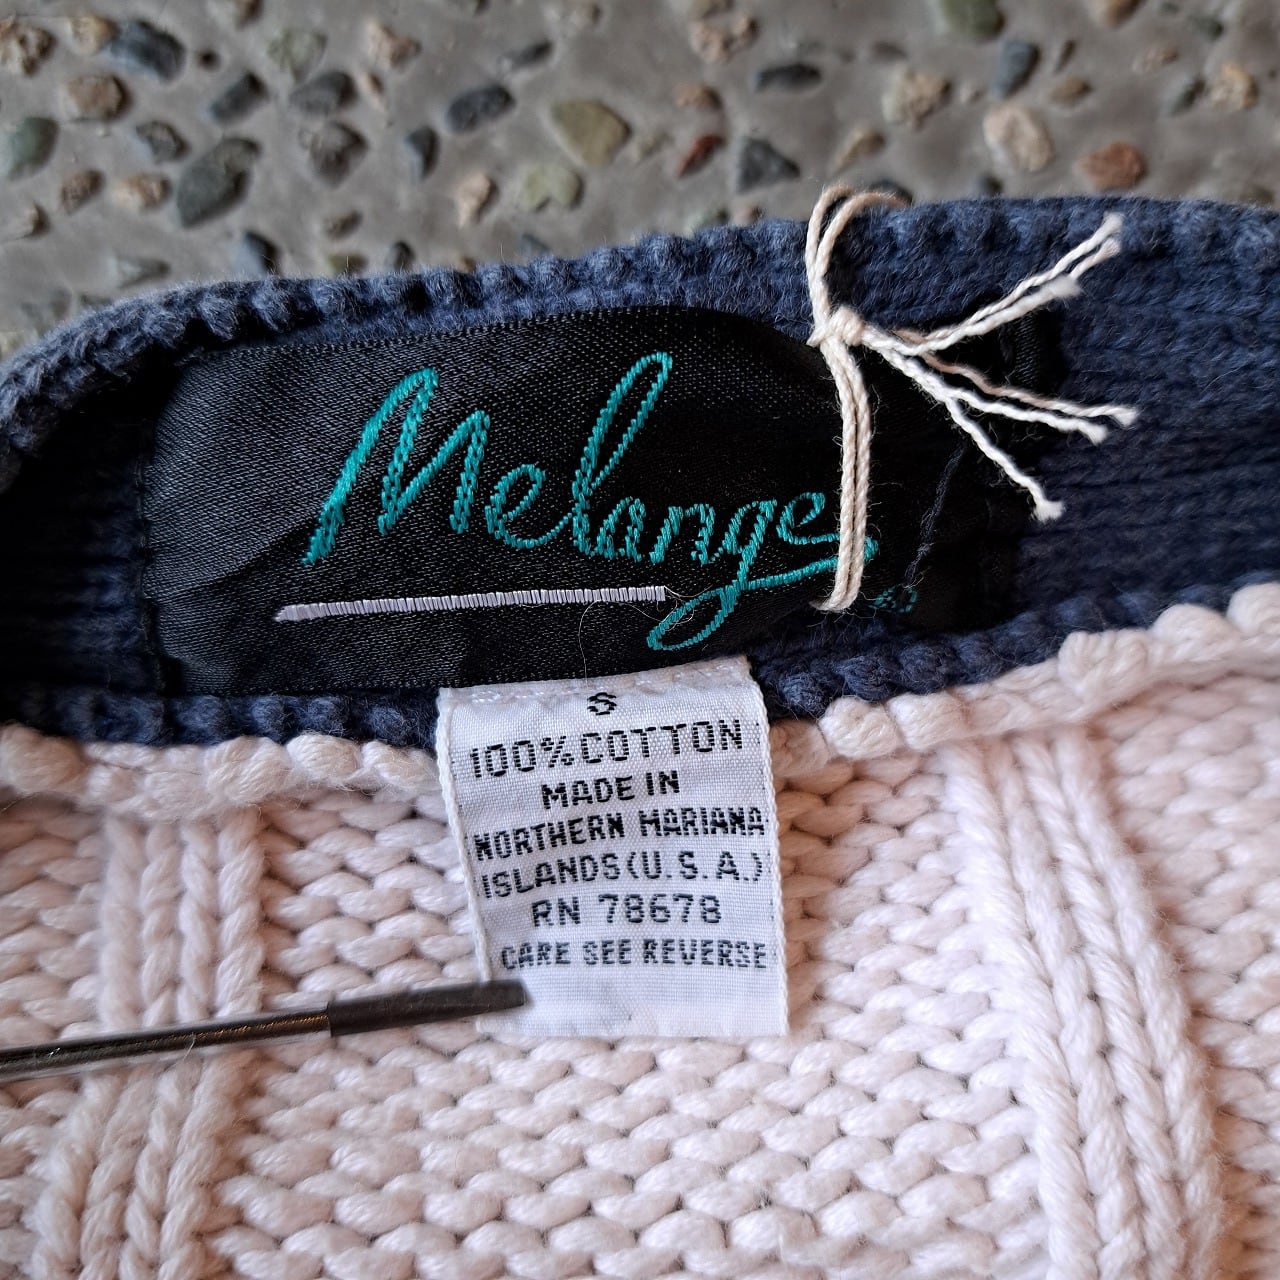 Melange
S
100% COTTON
MADE IN
NORTHERN MARIANA
ISLANDS (U.S.A.)
RN 78678
CARE SEE REVERSE